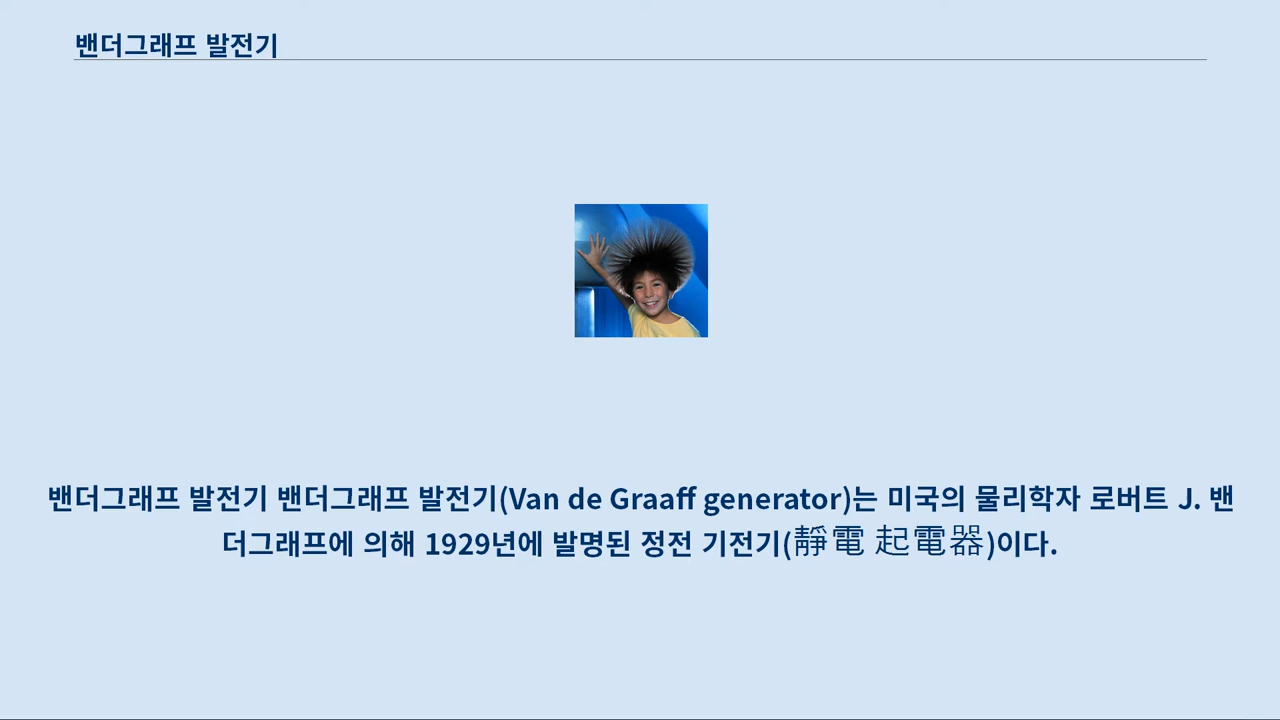 밴더그래프 발전기
밴더그래프 발전기 밴더그래프 발전기(Van de Graaff generator)는 미국의 물리학자 로버트 J. 밴
더그래프에 의해 1929년에 발명된 정전 기전기(靜電 起電器)이다.